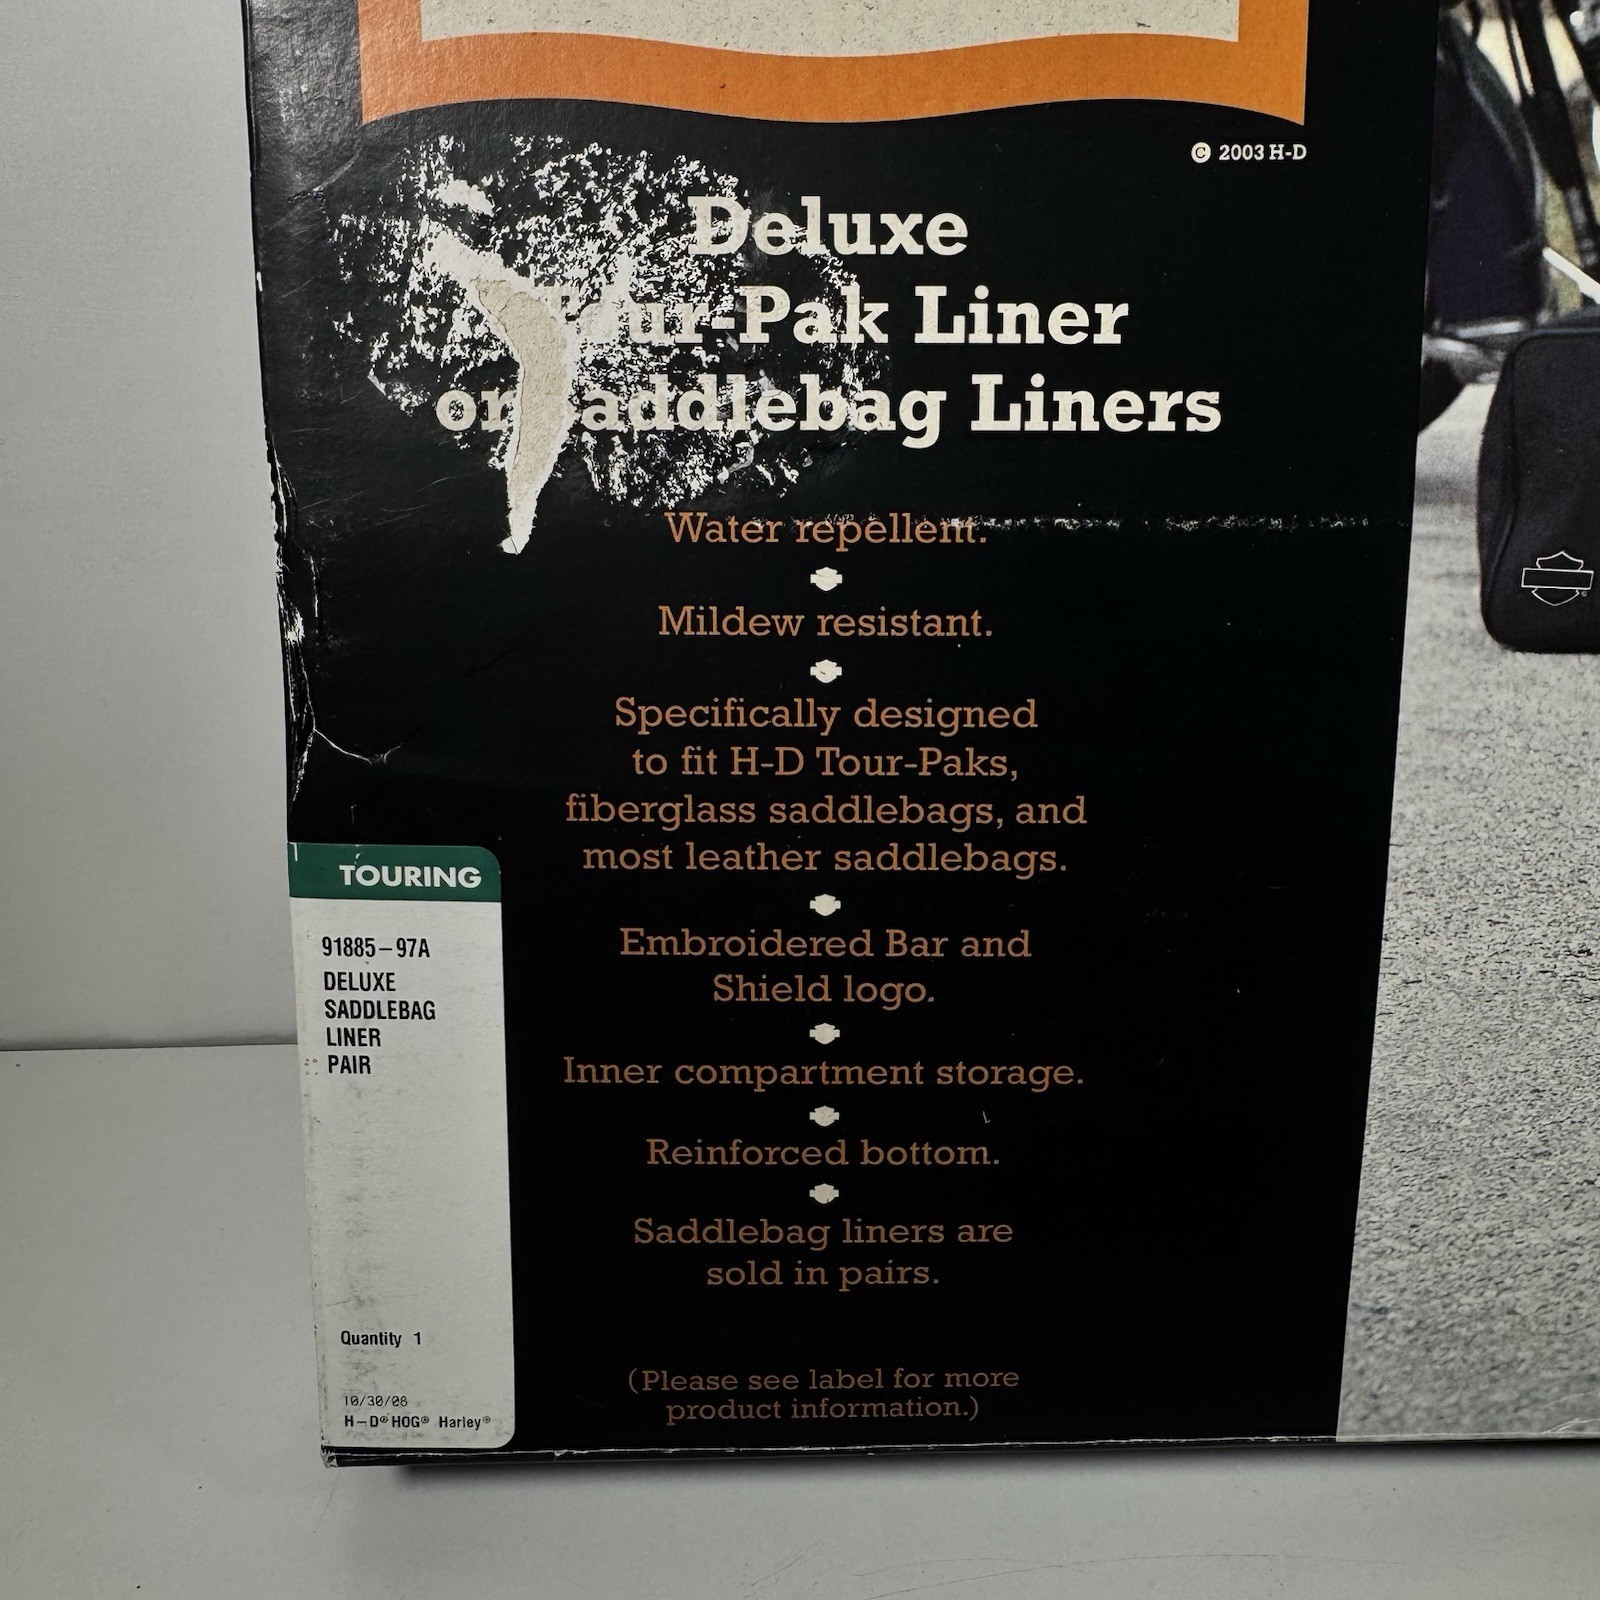 © 2003 H-D
Deluxe
Tour-Pak Liner
or Saddlebag Liners
Water repellent.
Mildew resistant.
Specifically designed
to fit H-D Tour-Paks,
fiberglass saddlebags, and
most leather saddlebags.
Embroidered Bar and
Shield logo.
Inner compartment storage.
Reinforced bottom.
Saddlebag liners are
sold in pairs.
(Please see label for more
product information.)
TOURING
91885-97A
DELUXE
SADDLEBAG
LINER
PAIR
Quantity 1
10/30/06
H-D® HOG® Harley®